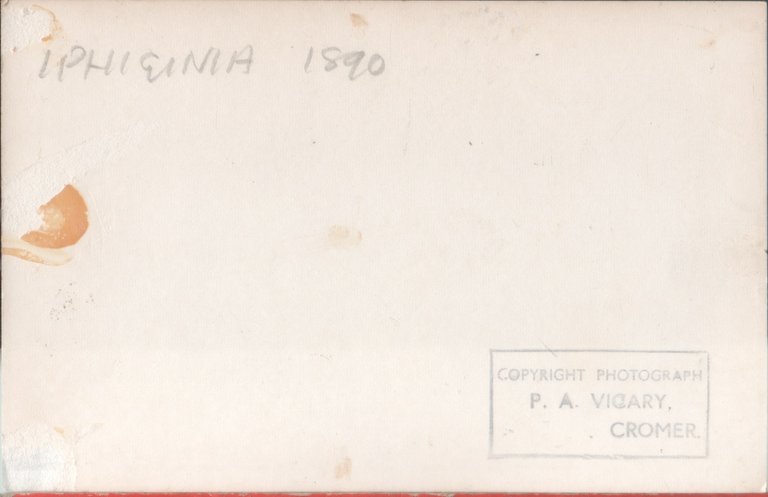 IPHIGINIA 1890
COPYRIGHT PHOTOGRAPH
P. A. VICARY,
CROMER.